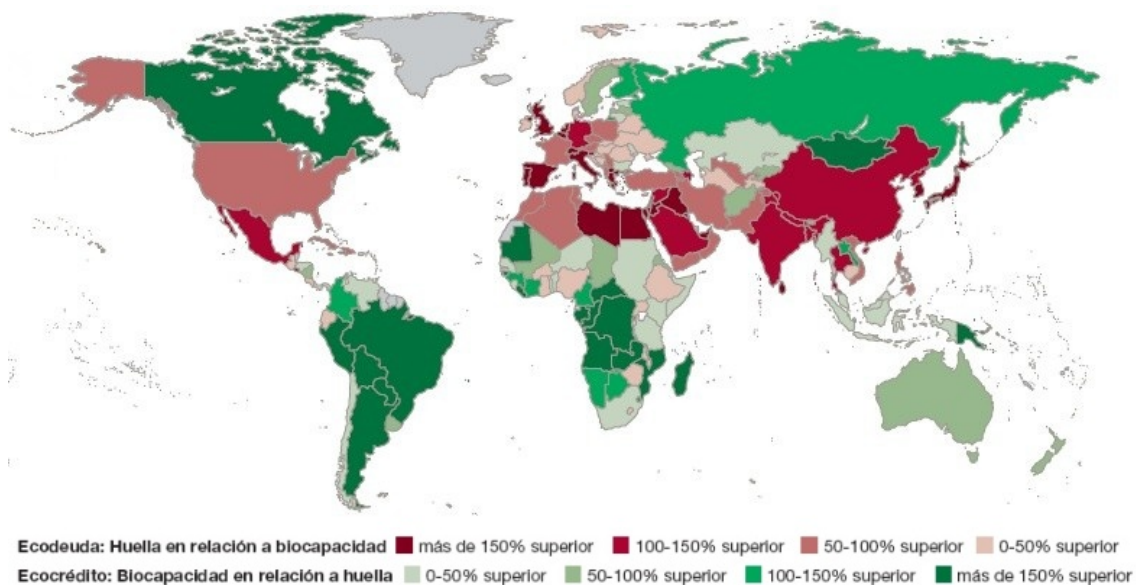 Ecodeuda: Huella en relación a biocapacidad más de 150% superior 100-150% superior 50-100% superior 0-50% superior
Ecocrédito: Biocapacidad en relación a huella 0-50% superior 50-100% superior 100-150% superior más de 150% superior